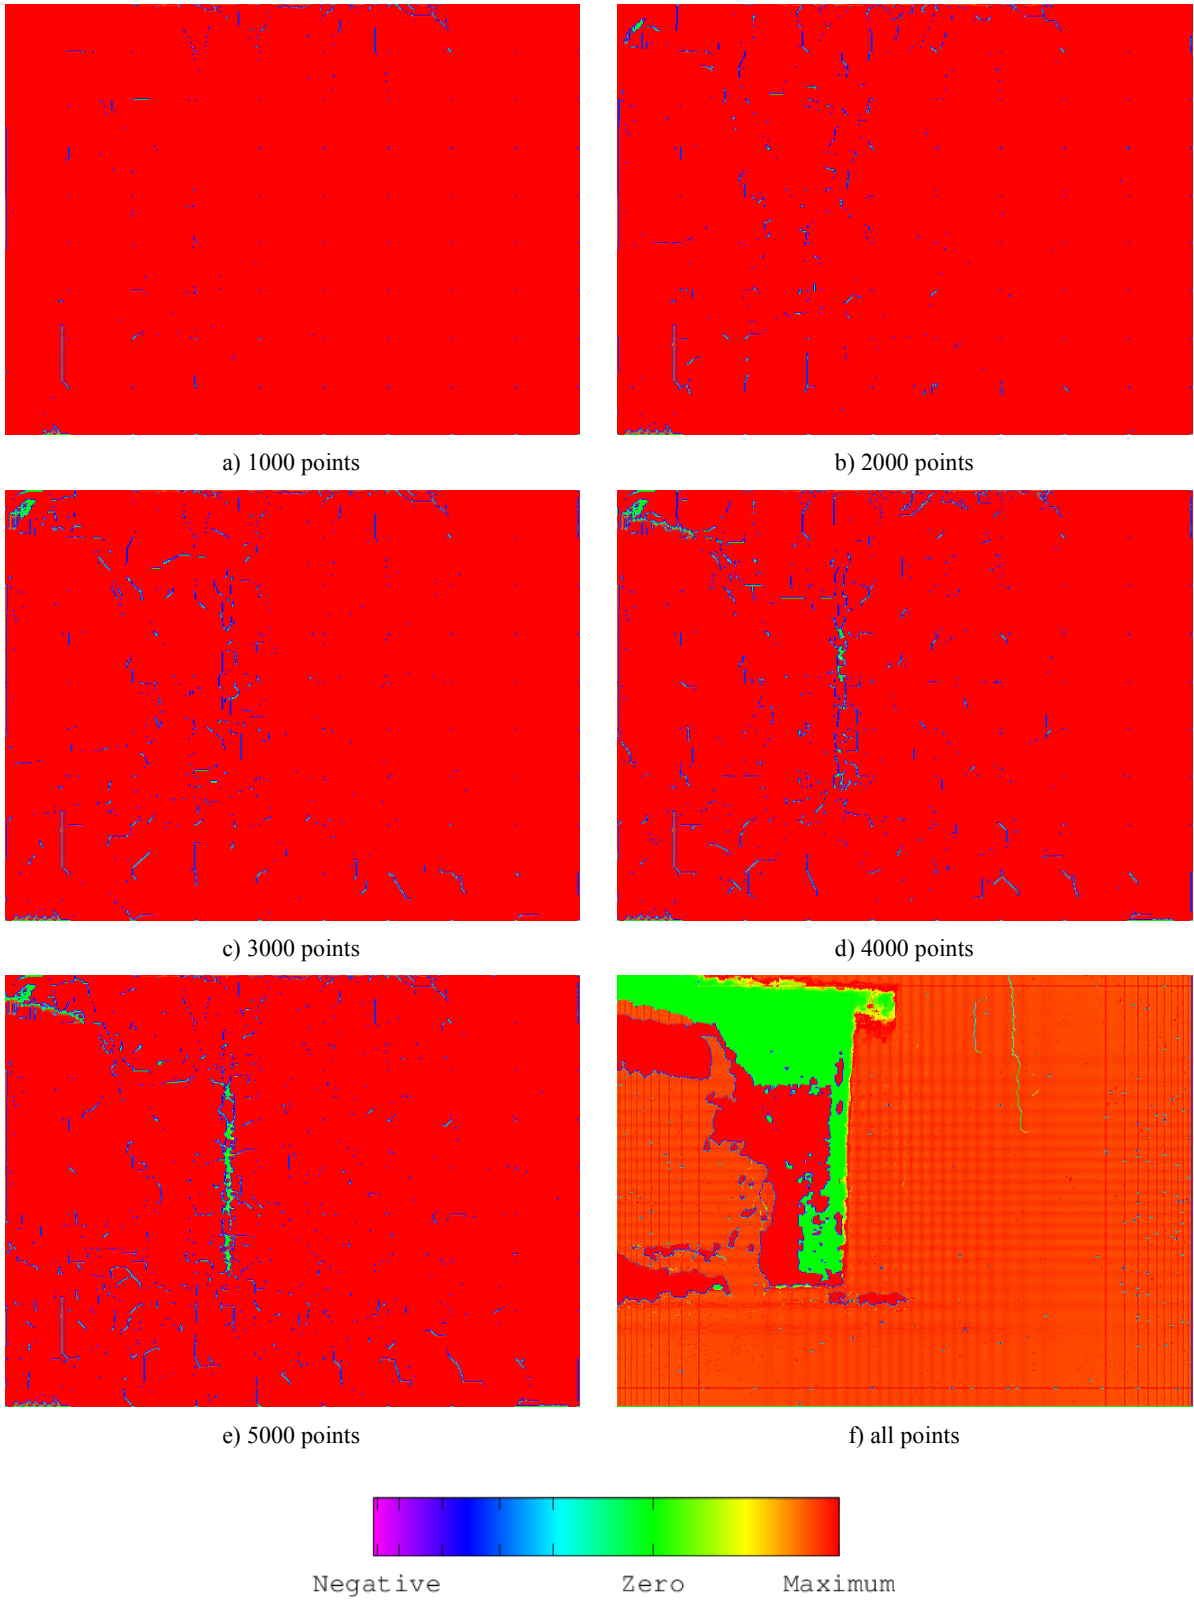 a) 1000 points
b) 2000 points
c) 3000 points
d) 4000 points
e) 5000 points
f) all points
Negative Zero Maximum